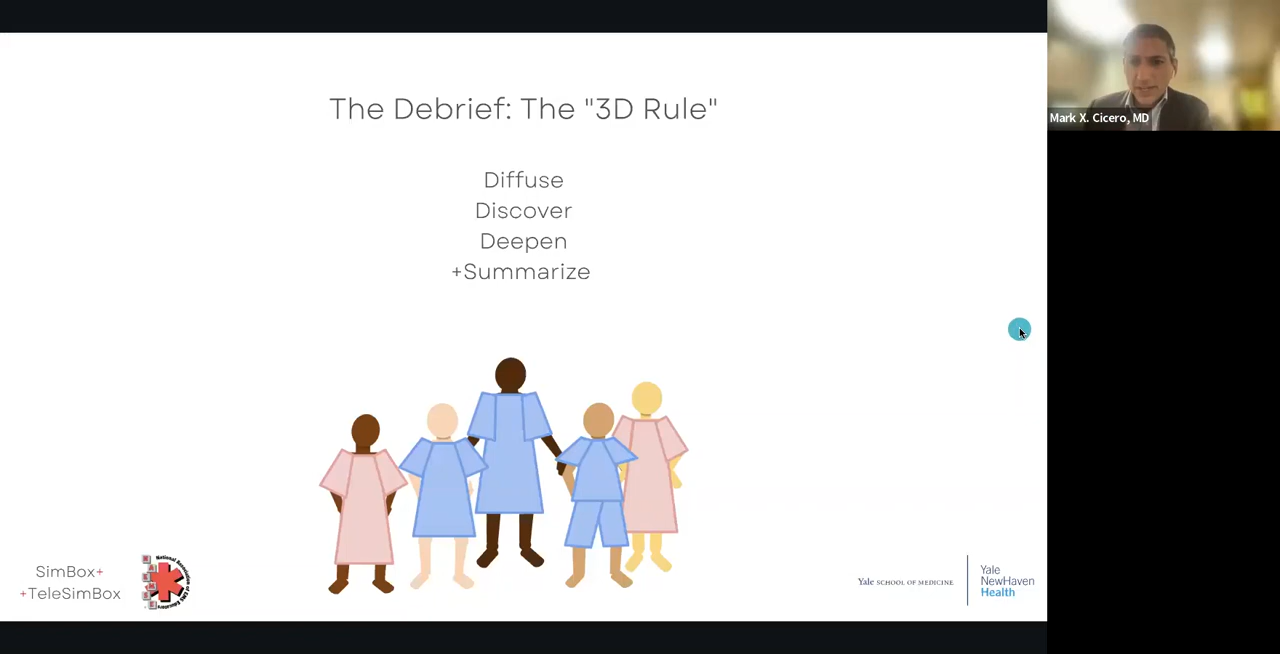 The Debrief: The "3D Rule"
Diffuse
Discover
Deepen
+Summarize
SimBox+
+TeleSimBox
Yale SCHOOL OF MEDICINE
Yale
NewHaven
Health
Mark X. Cicero, MD